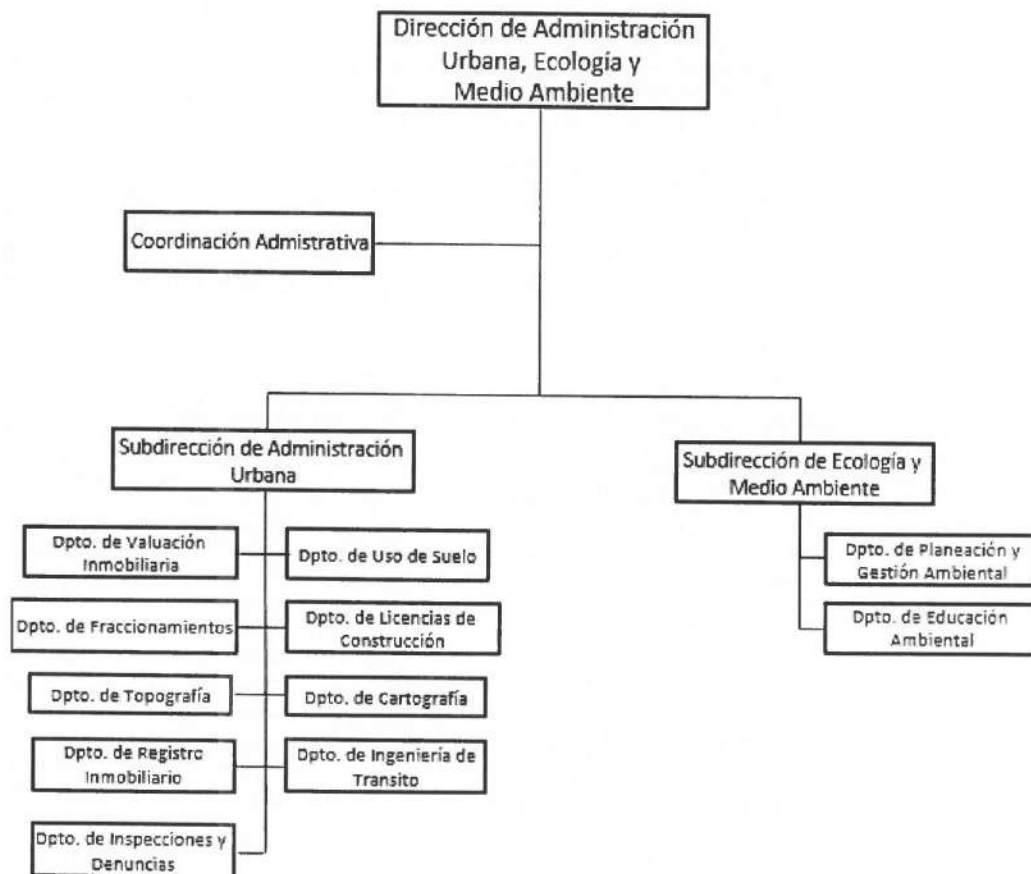 Dirección de Administración
Urbana, Ecología y
Medio Ambiente
Coordinación Admistrativa
Subdirección de Administración
Urbana
Subdirección de Ecología y
Medio Ambiente
Dpto. de Valuación
Inmobiliaria
Dpto. de Uso de Suelo
Dpto. de Fraccionamientos
Dpto. de Licencias de
Construcción
Dpto. de Topografía
Dpto. de Cartografía
Dpto. de Registro
Inmobiliario
Dpto. de Ingeniería de
Transito
Dpto. de Inspecciones y
Denuncias
Dpto. de Planeación y
Gestión Ambiental
Dpto. de Educación
Ambiental